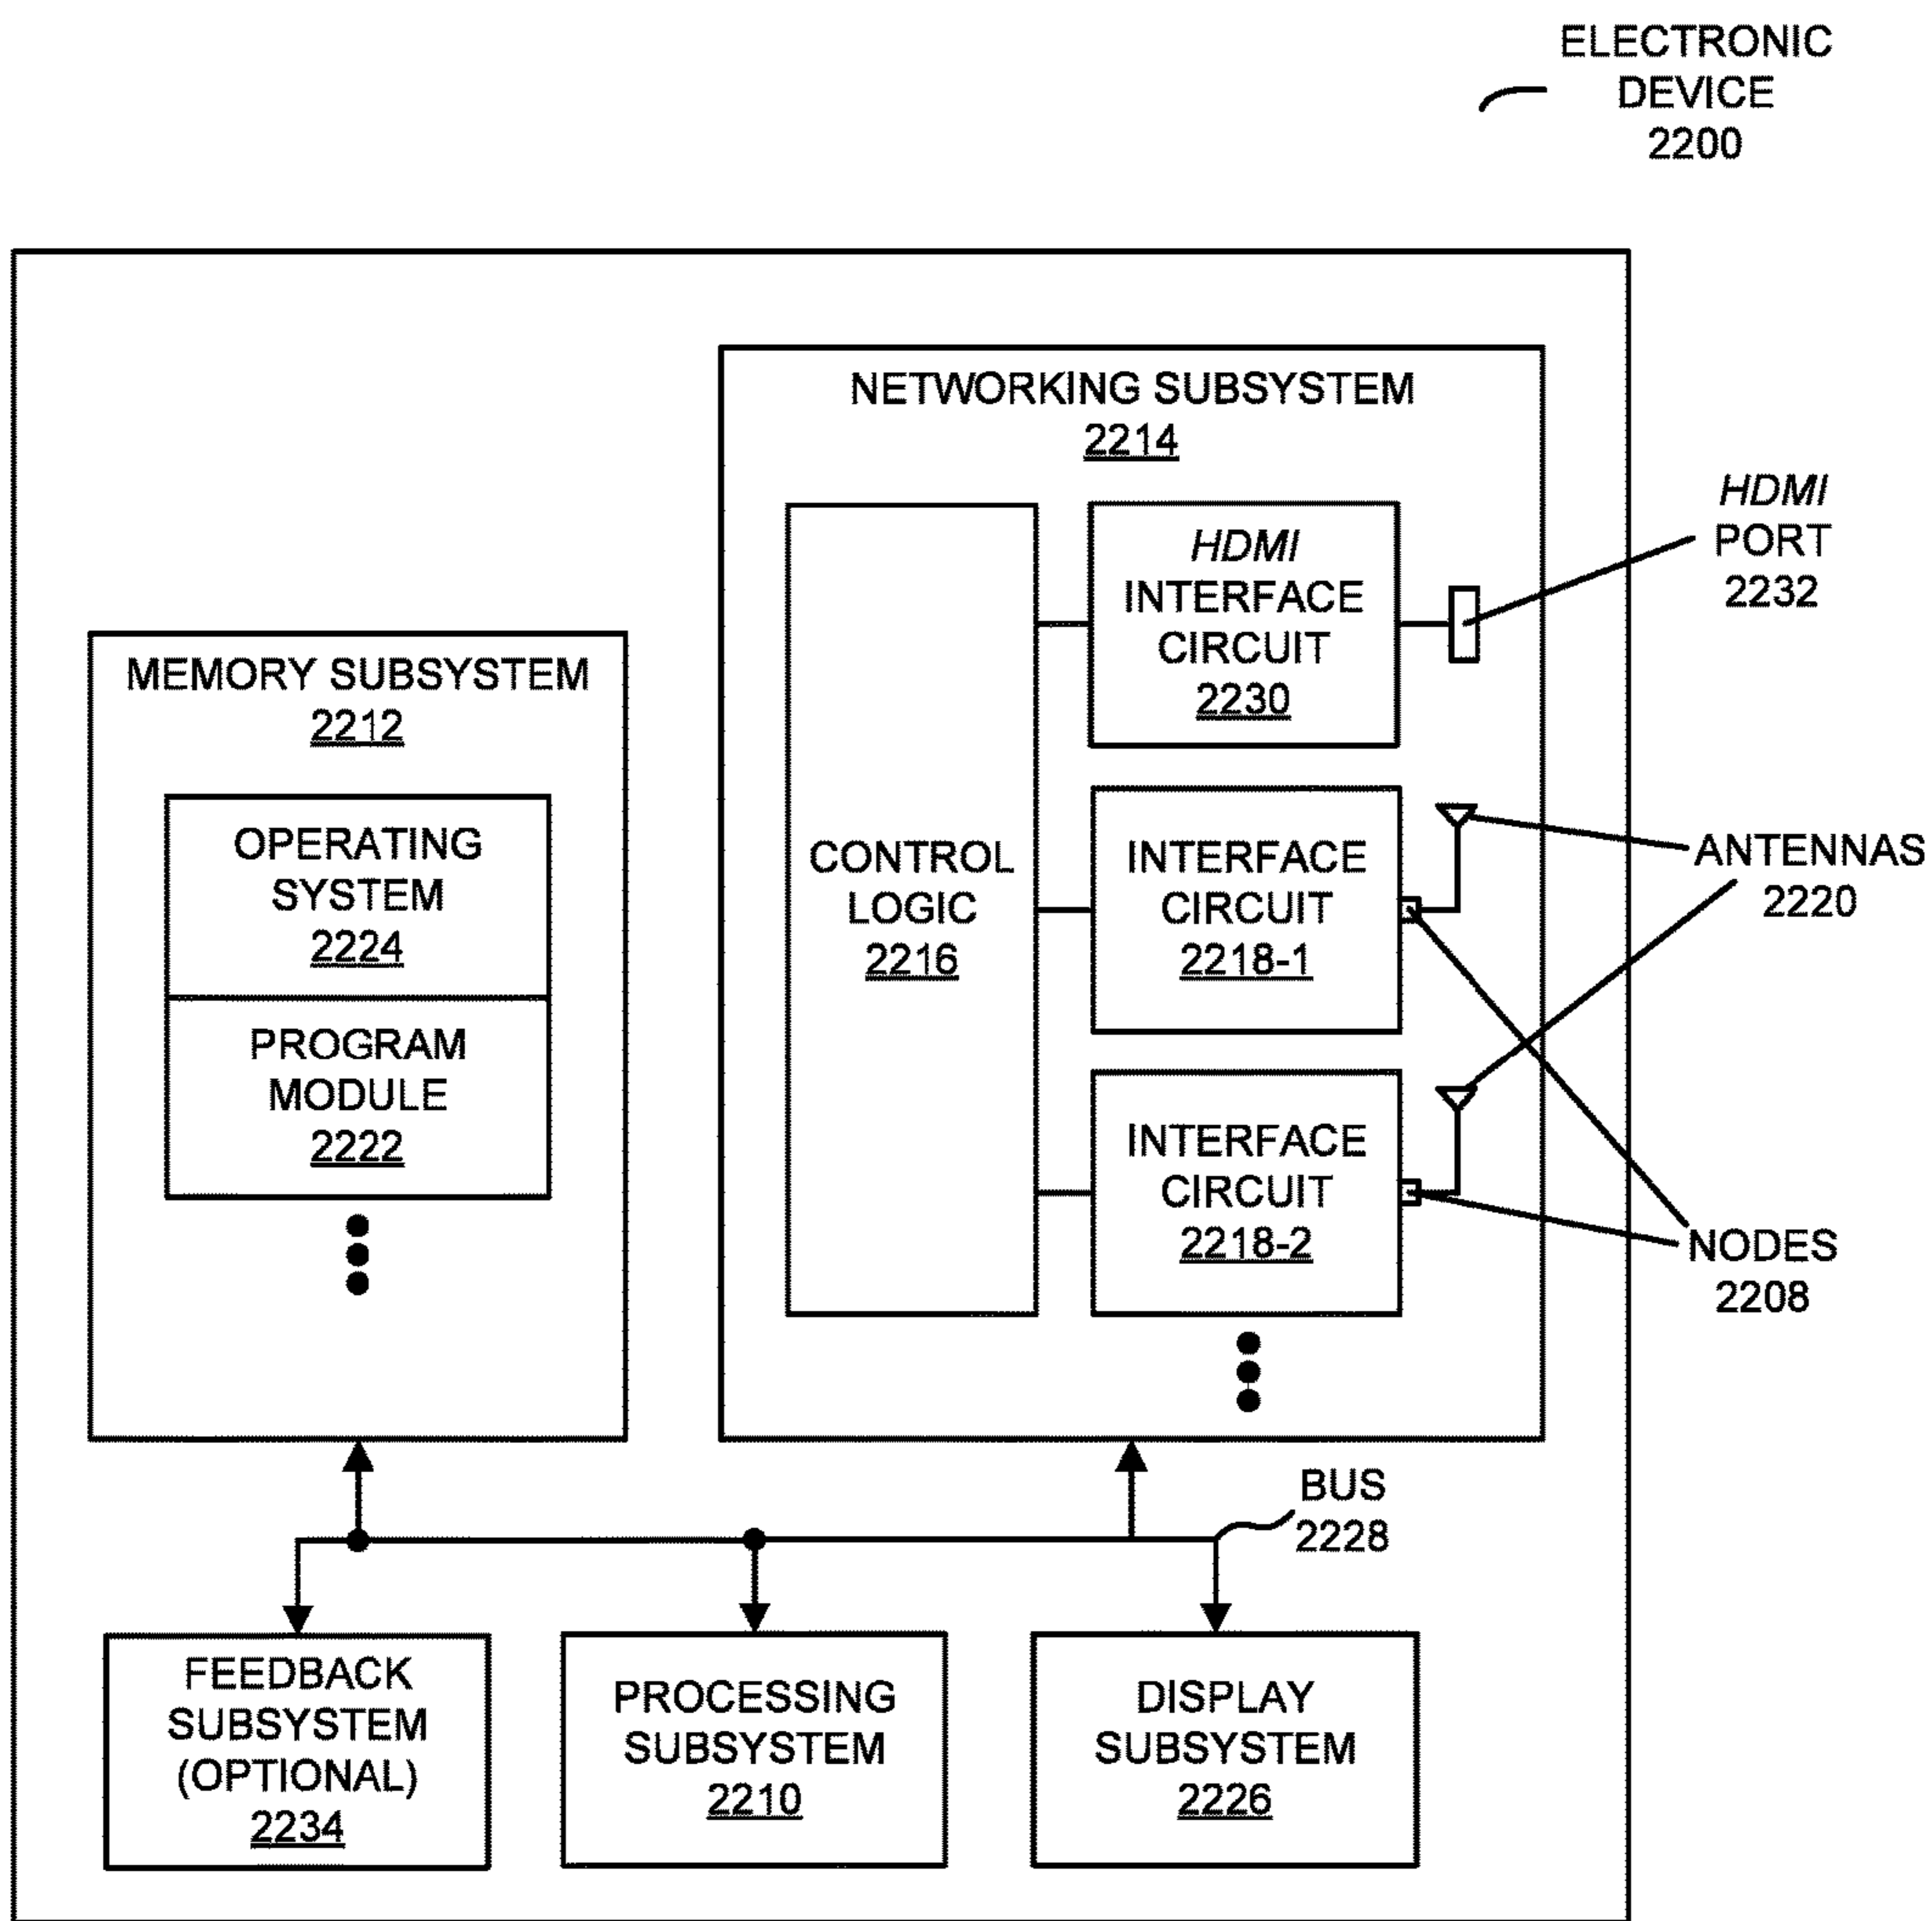 ELECTRONIC
DEVICE
2200
NETWORKING SUBSYSTEM
2214
HDMI
INTERFACE
CIRCUIT
2230
HDMI
PORT
2232
MEMORY SUBSYSTEM
2212
OPERATING
SYSTEM
2224
PROGRAM
MODULE
2222
CONTROL
LOGIC
2216
INTERFACE
CIRCUIT
2218-1
ANTENNAS
2220
INTERFACE
CIRCUIT
2218-2
NODES
2208
BUS
2228
FEEDBACK
SUBSYSTEM
(OPTIONAL)
2234
PROCESSING
SUBSYSTEM
2210
DISPLAY
SUBSYSTEM
2226